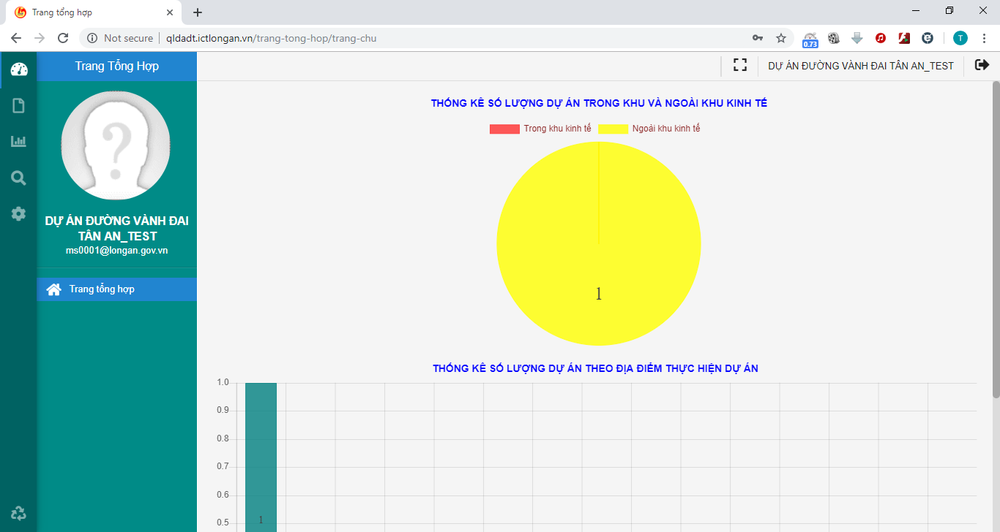 Trang tổng hợp
Not secure
qldadt.ictlongan.vn/trang-tong-hop/trang-chu
0.73
T
Trang Tổng Hợp
DỰ ÁN ĐƯỜNG VÀNH ĐAI TÂN AN_TEST
DỰ ÁN ĐƯỜNG VÀNH ĐAI
TÂN AN_TEST
ms0001@longan.gov.vn
Trang tổng hợp
THỐNG KÊ SỐ LƯỢNG DỰ ÁN TRONG KHU VÀ NGOÀI KHU KINH TẾ
Trong khu kinh tế
Ngoài khu kinh tế
1
THỐNG KÊ SỐ LƯỢNG DỰ ÁN THEO ĐỊA ĐIỂM THỰC HIỆN DỰ ÁN
1.0
0.9
0.8
0.7
0.6
0.5
1